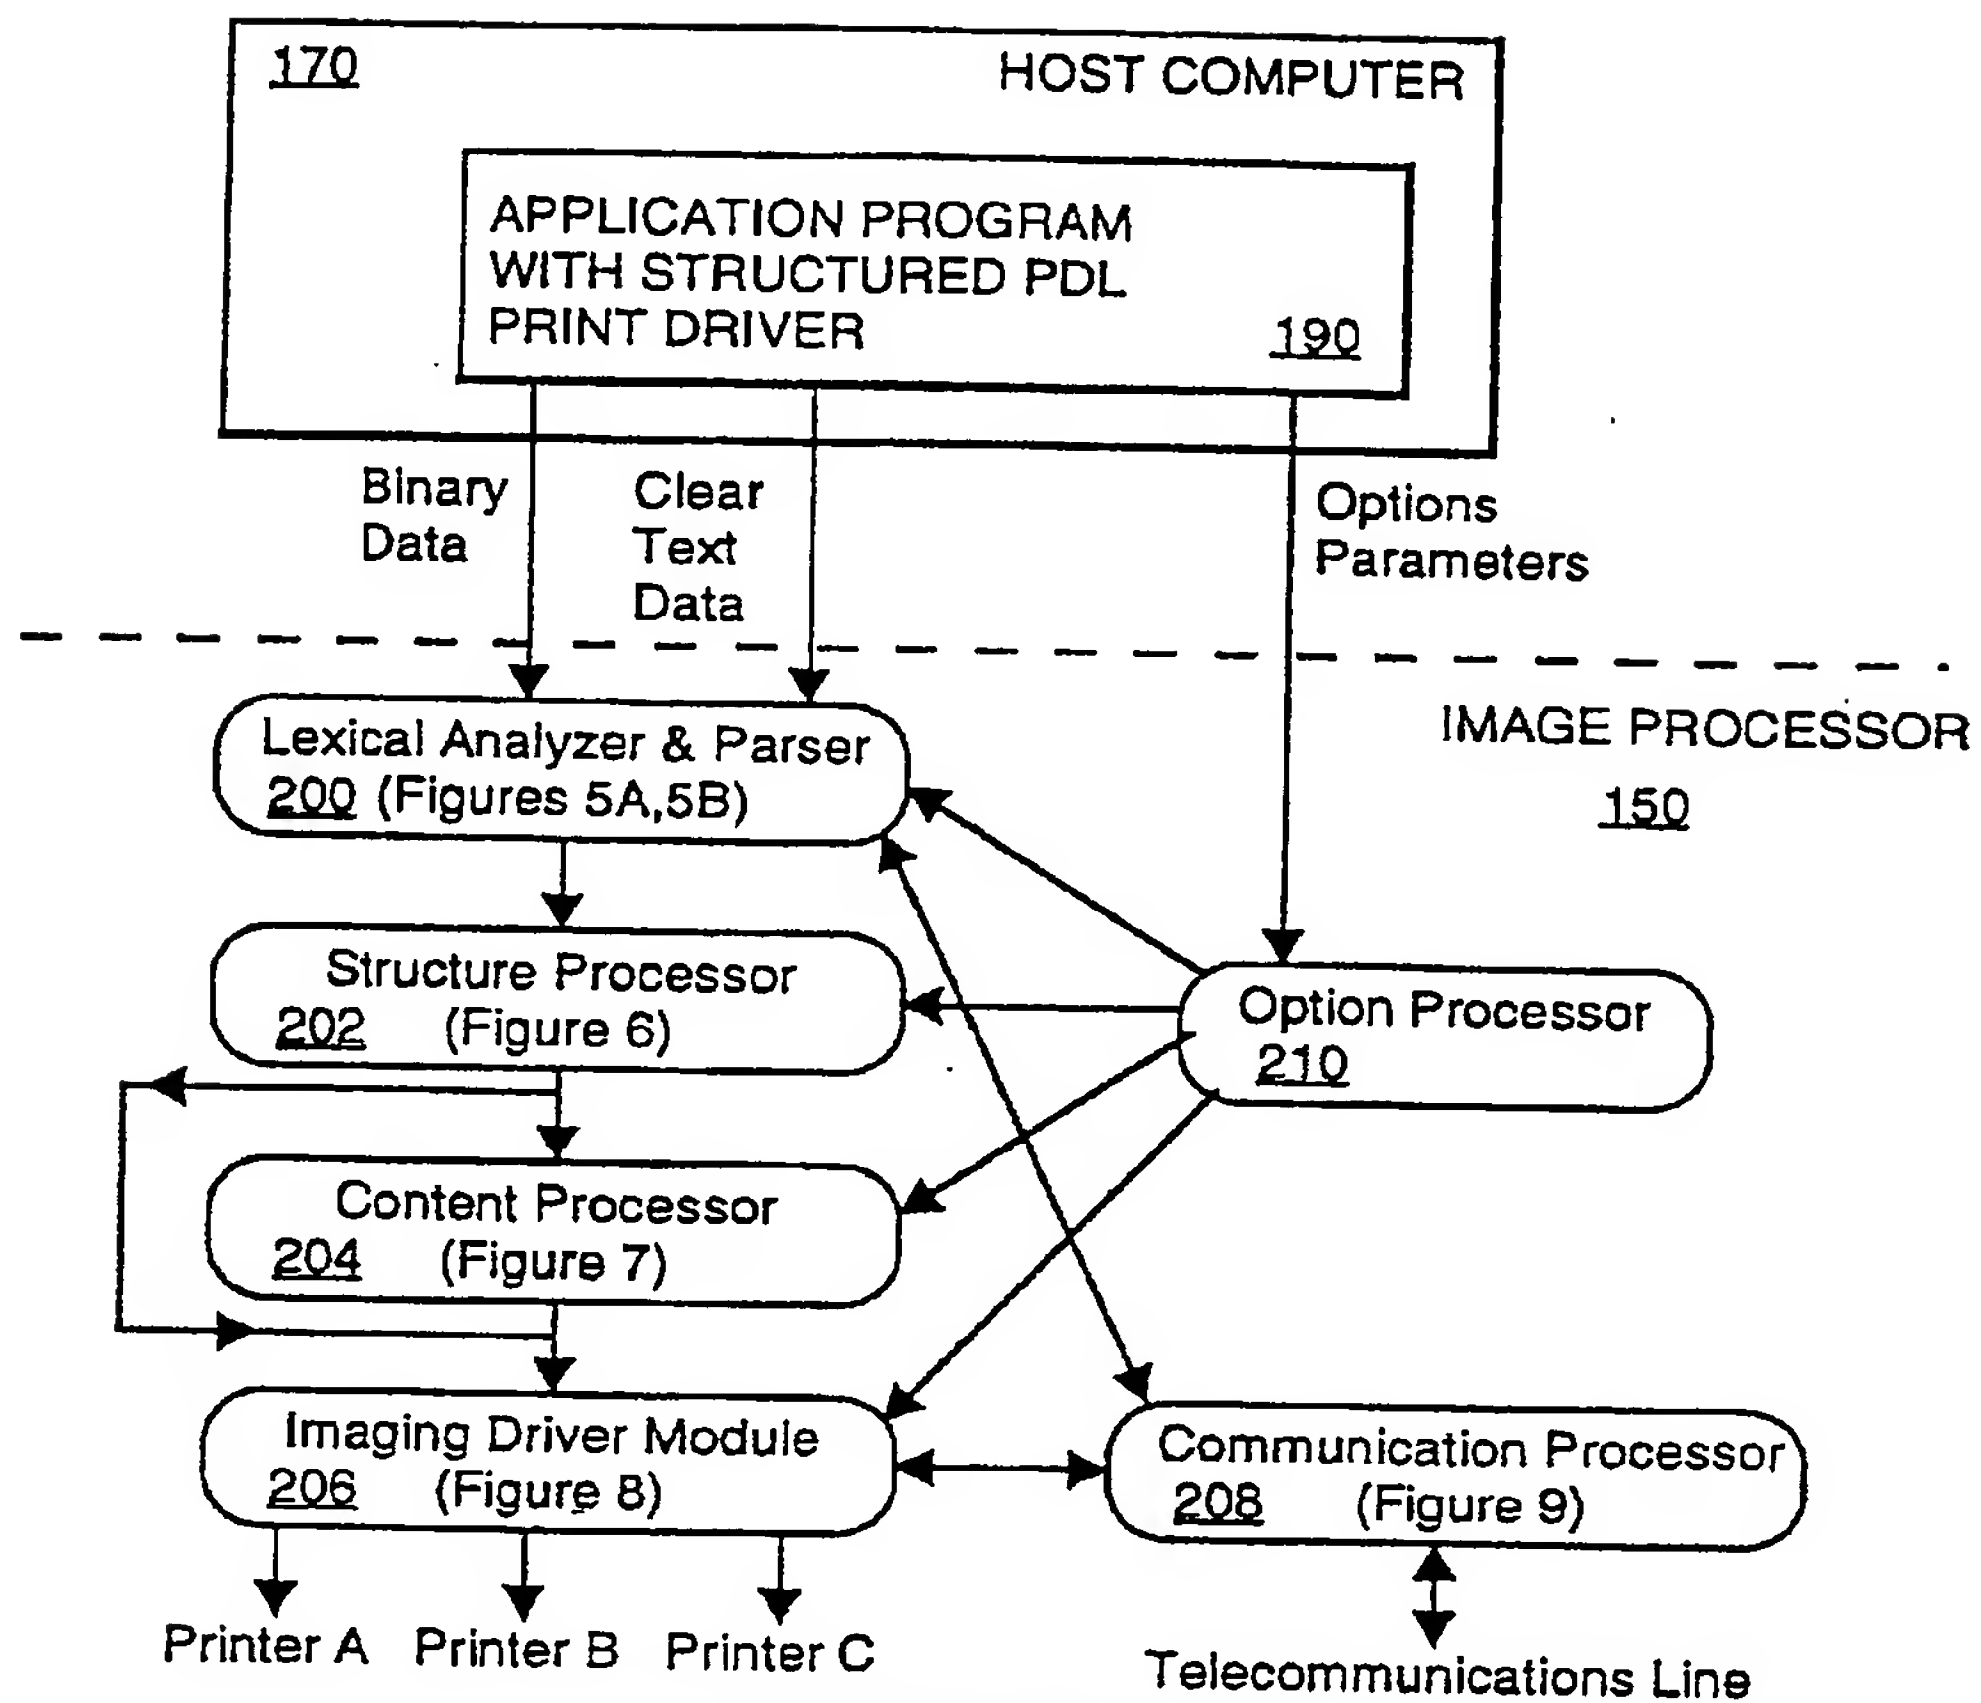 170
HOST COMPUTER
APPLICATION PROGRAM
WITH STRUCTURED PDL
PRINT DRIVER
190
Binary
Data
Clear
Text
Data
Options
Parameters
IMAGE PROCESSOR
150
Lexical Analyzer & Parser
200 (Figures 5A,5B)
Structure Processor
202 (Figure 6)
Option Processor
210
Content Processor
204 (Figure 7)
Imaging Driver Module
206 (Figure 8)
Communication Processor
208 (Figure 9)
Printer A Printer B Printer C
Telecommunications Line